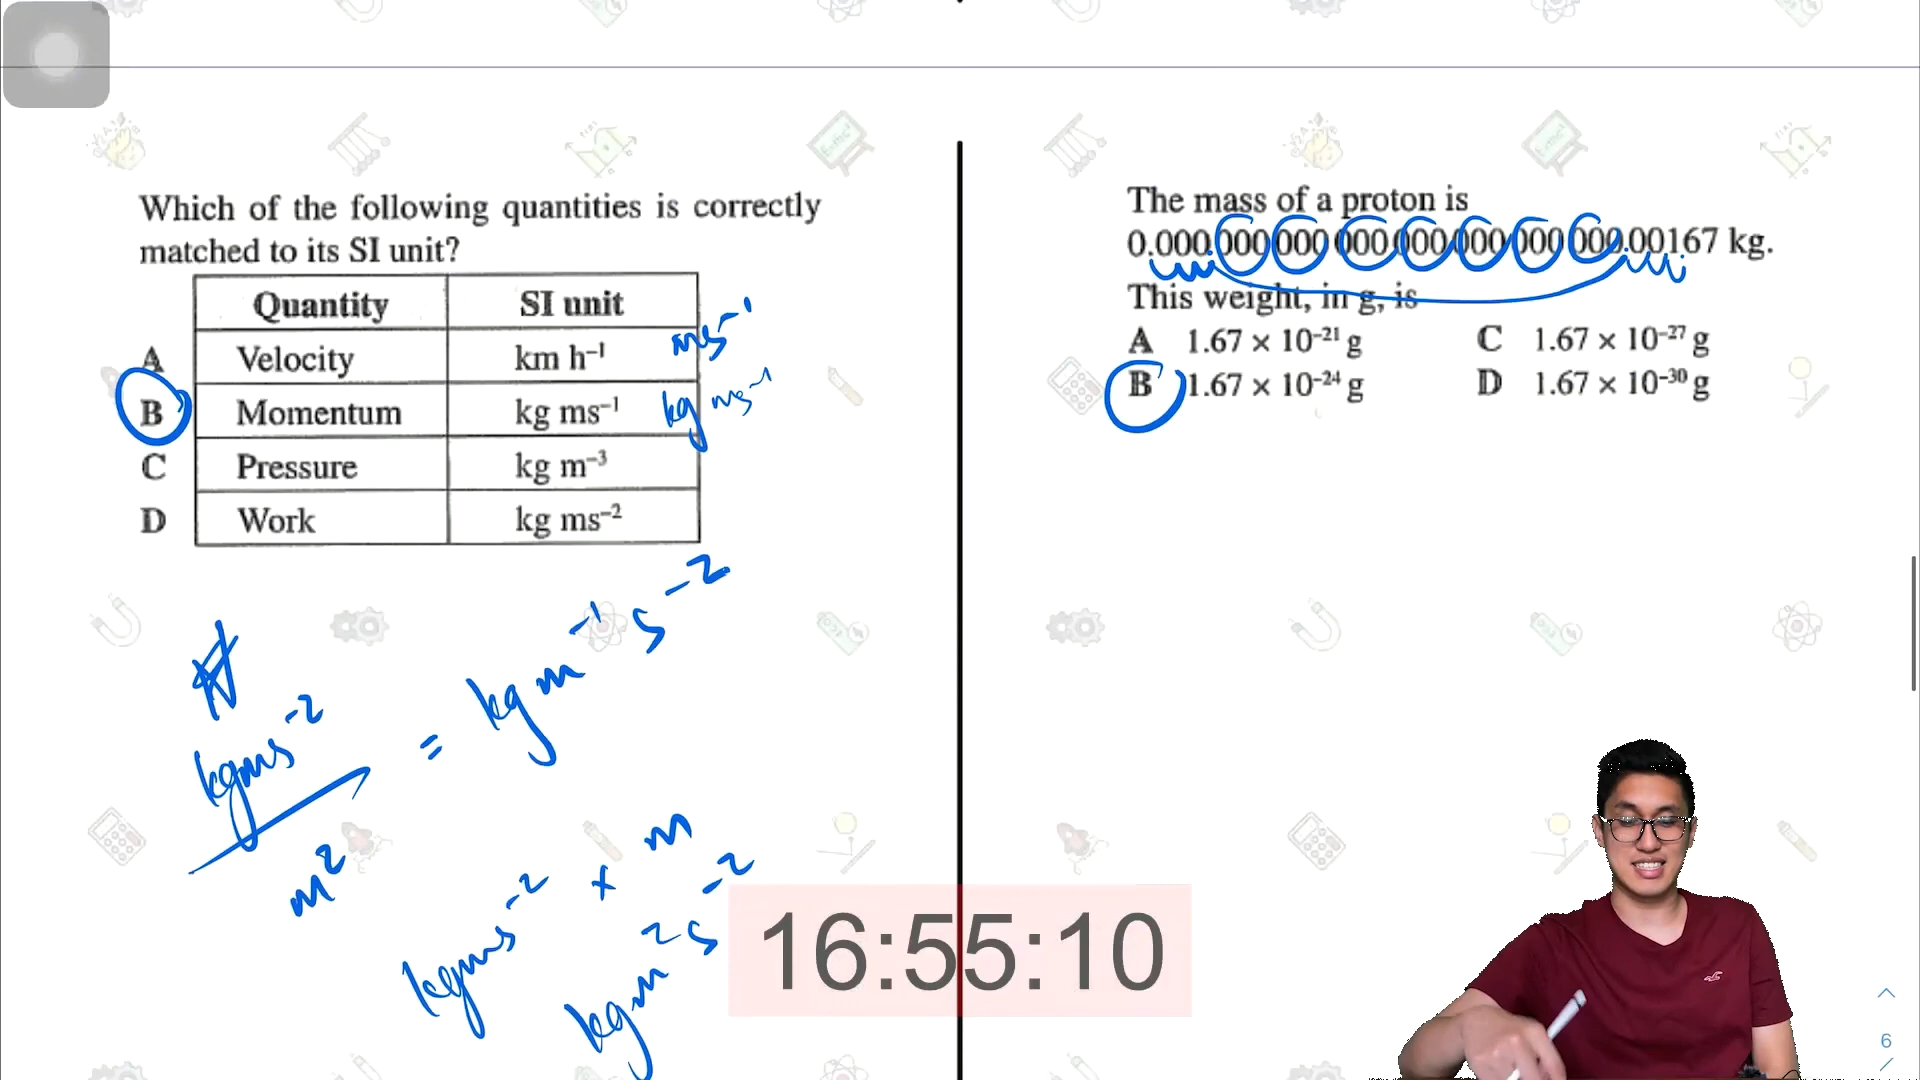 Which of the following quantities is correctly
matched to its SI unit?
Quantity SI unit
A Velocity km h⁻¹ ms⁻¹
B Momentum kg ms⁻¹ kg ms⁻¹
C Pressure kg m⁻³
D Work kg ms⁻²
kgms⁻² = kg m⁻¹ s⁻²
m²
kgms⁻² × m
kgm² s⁻²
The mass of a proton is
0.000 000 000 000 000 000 000 000 00167 kg.
This weight, in g, is
A 1.67 × 10⁻²¹ g C 1.67 × 10⁻²⁷ g
B 1.67 × 10⁻²⁴ g D 1.67 × 10⁻³⁰ g
16:55:10
6